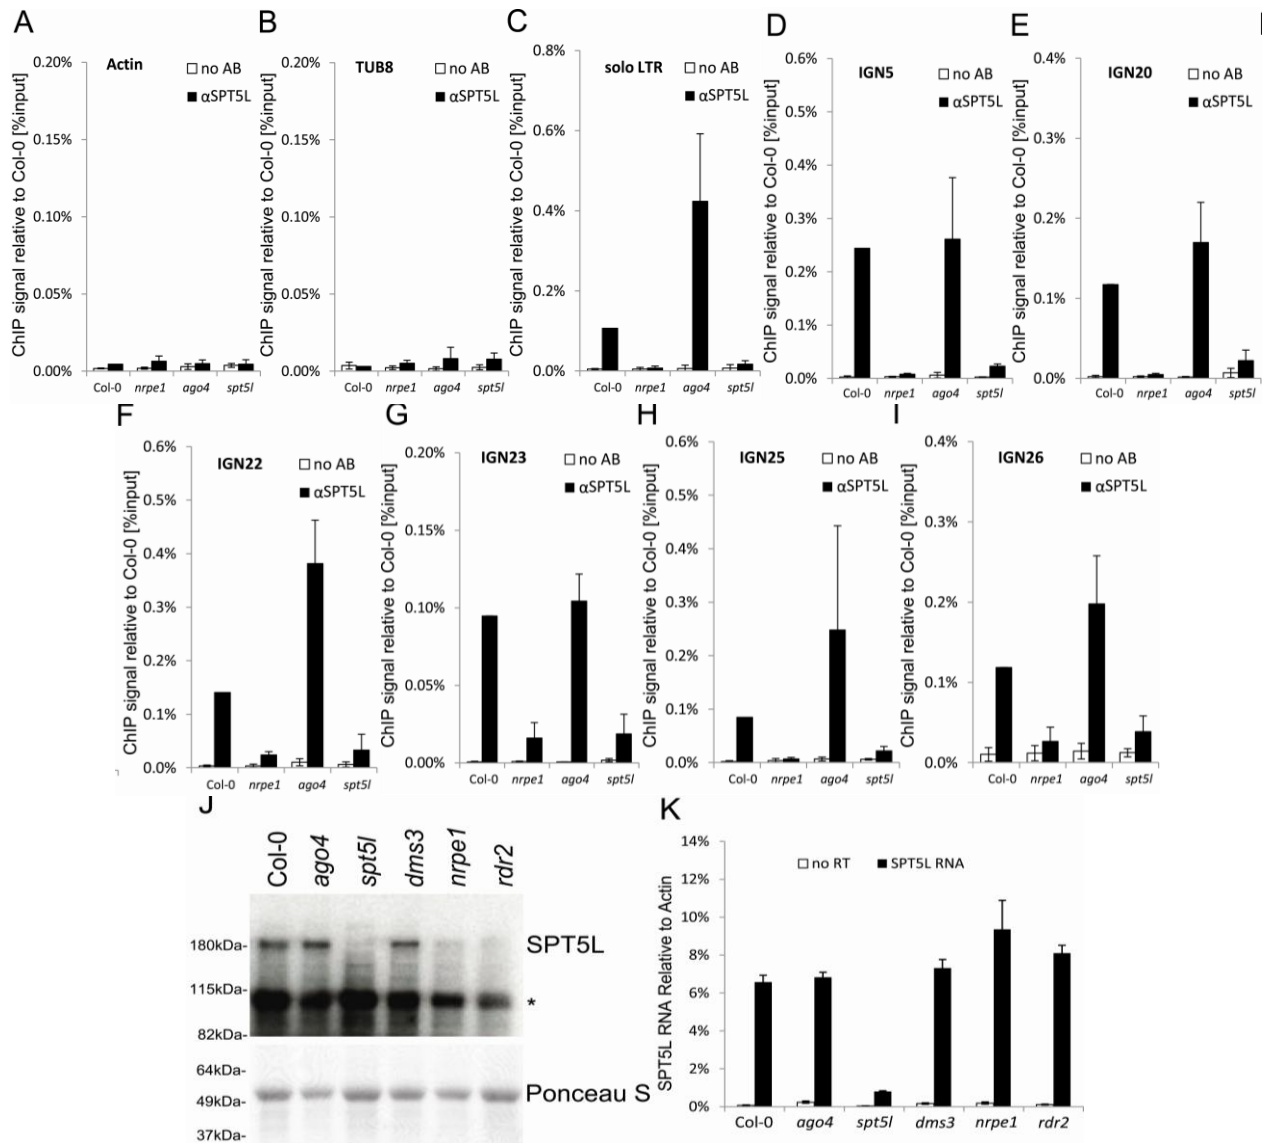 A
ChIP signal relative to Col-0 [%input]
Actin
no AB
αSPT5L
0.20%
0.15%
0.10%
0.05%
0.00%
Col-0 nrpe1 ago4 spt5l
B
ChIP signal relative to Col-0 [%input]
TUB8
no AB
αSPT5L
0.20%
0.15%
0.10%
0.05%
0.00%
Col-0 nrpe1 ago4 spt5l
C
ChIP signal relative to Col-0 [%input]
solo LTR
no AB
αSPT5L
0.8%
0.6%
0.4%
0.2%
0.0%
Col-0 nrpe1 ago4 spt5l
D
ChIP signal relative to Col-0 [%input]
IGN5
no AB
αSPT5L
0.6%
0.5%
0.4%
0.3%
0.2%
0.1%
0.0%
Col-0 nrpe1 ago4 spt5l
E
ChIP signal relative to Col-0 [%input]
IGN20
no AB
αSPT5L
0.4%
0.3%
0.2%
0.1%
0.0%
Col-0 nrpe1 ago4 spt5l
F
ChIP signal relative to Col-0 [%input]
IGN22
no AB
αSPT5L
0.6%
0.5%
0.4%
0.3%
0.2%
0.1%
0.0%
Col-0 nrpe1 ago4 spt5l
G
ChIP signal relative to Col-0 [%input]
IGN23
no AB
αSPT5L
0.20%
0.15%
0.10%
0.05%
0.00%
Col-0 nrpe1 ago4 spt5l
H
ChIP signal relative to Col-0 [%input]
IGN25
no AB
αSPT5L
0.6%
0.5%
0.4%
0.3%
0.2%
0.1%
0.0%
Col-0 nrpe1 ago4 spt5l
I
ChIP signal relative to Col-0 [%input]
IGN26
no AB
αSPT5L
0.4%
0.3%
0.2%
0.1%
0.0%
Col-0 nrpe1 ago4 spt5l
J
Col-0 ago4 spt5l dms3 nrpe1 rdr2
180kDa-
SPT5L
115kDa-
*
82kDa-
64kDa-
Ponceau S
49kDa-
37kDa-
K
SPT5L RNA Relative to Actin
no RT
SPT5L RNA
14%
12%
10%
8%
6%
4%
2%
0%
Col-0 ago4 spt5l dms3 nrpe1 rdr2